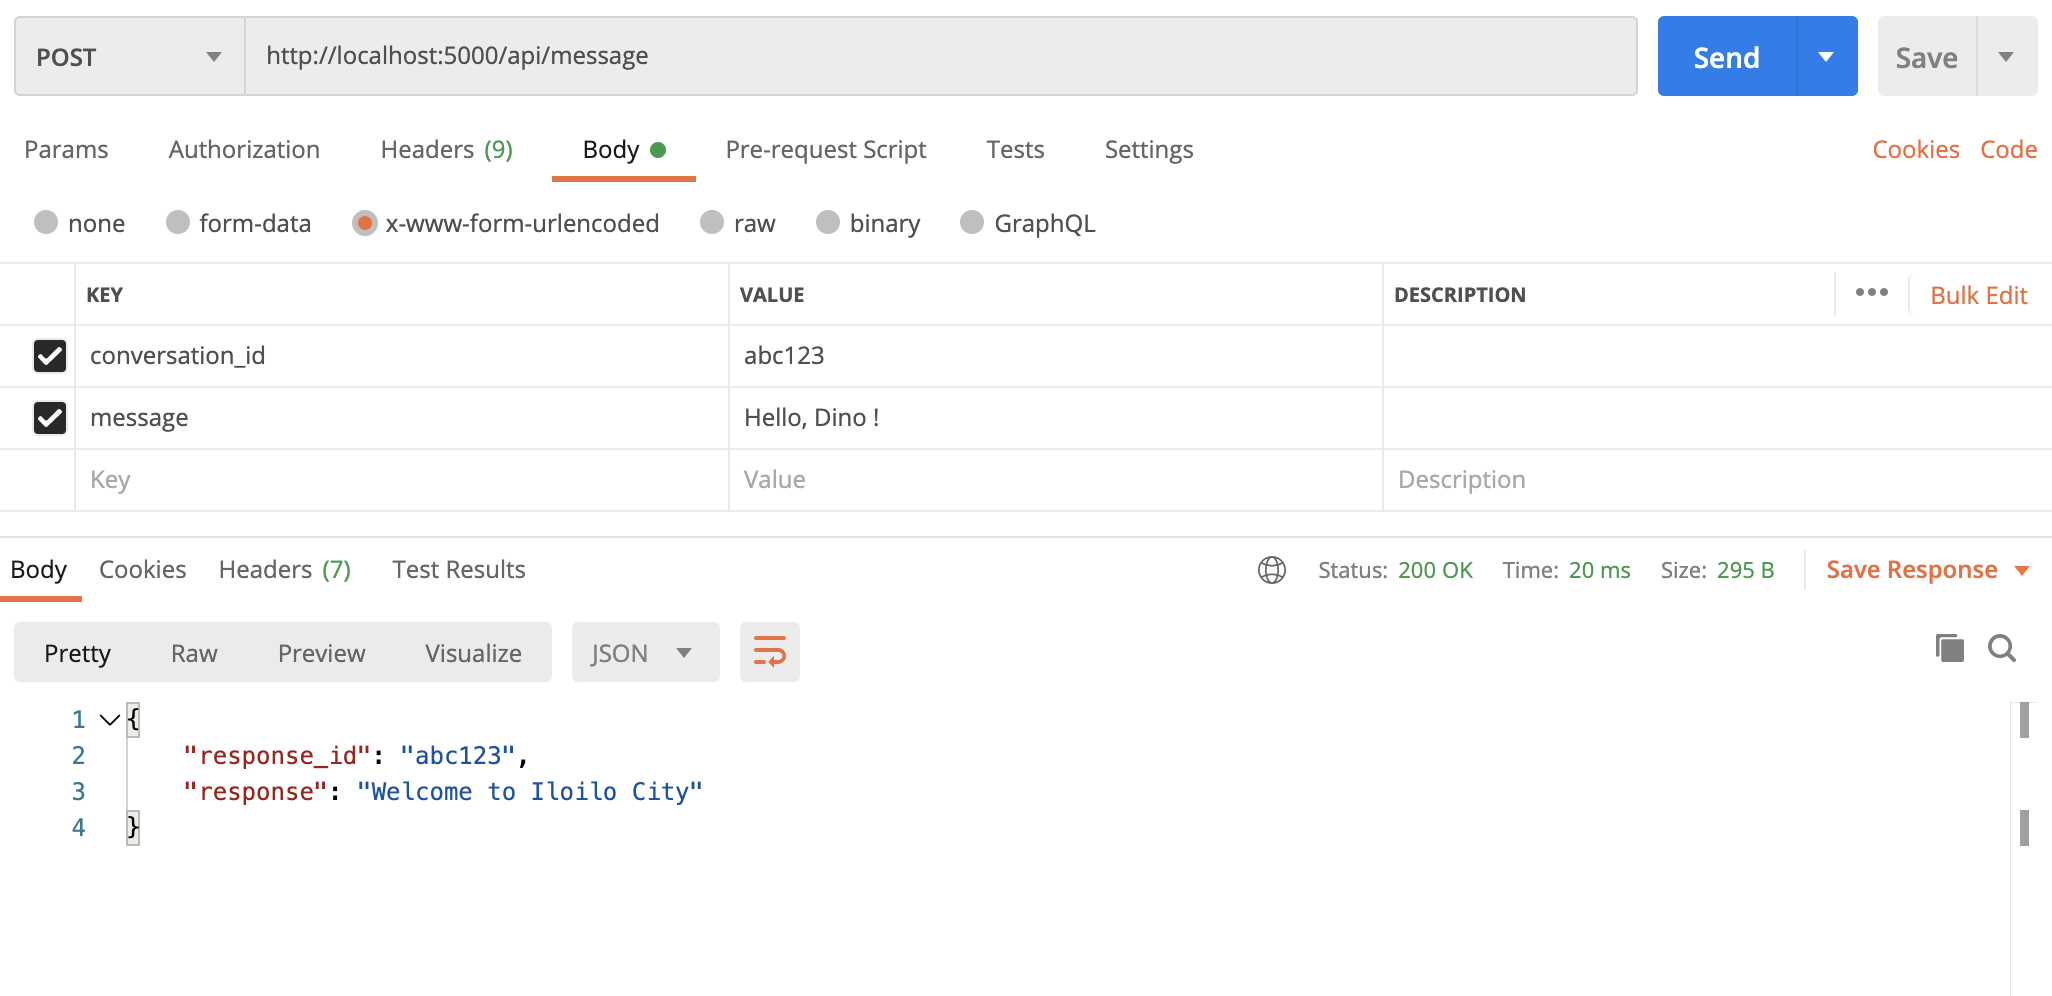 POST http://localhost:5000/api/message Send Save
Params Authorization Headers (9) Body Pre-request Script Tests Settings Cookies Code
none form-data x-www-form-urlencoded raw binary GraphQL
KEY VALUE DESCRIPTION ••• Bulk Edit
conversation_id abc123
message Hello, Dino !
Key Value Description
Body Cookies Headers (7) Test Results Status: 200 OK Time: 20 ms Size: 295 B Save Response
Pretty Raw Preview Visualize JSON
1 {
2 "response_id": "abc123",
3 "response": "Welcome to Iloilo City"
4 }